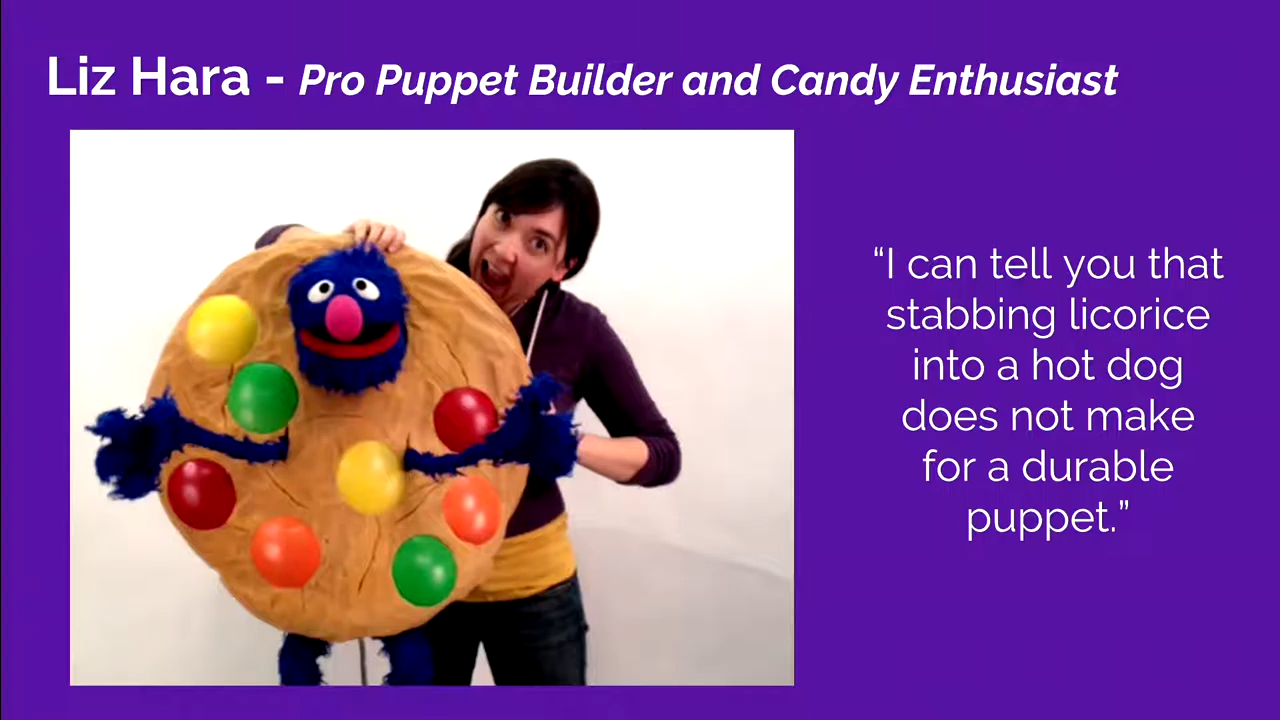 Liz Hara - Pro Puppet Builder and Candy Enthusiast
“I can tell you that
stabbing licorice
into a hot dog
does not make
for a durable
puppet.”